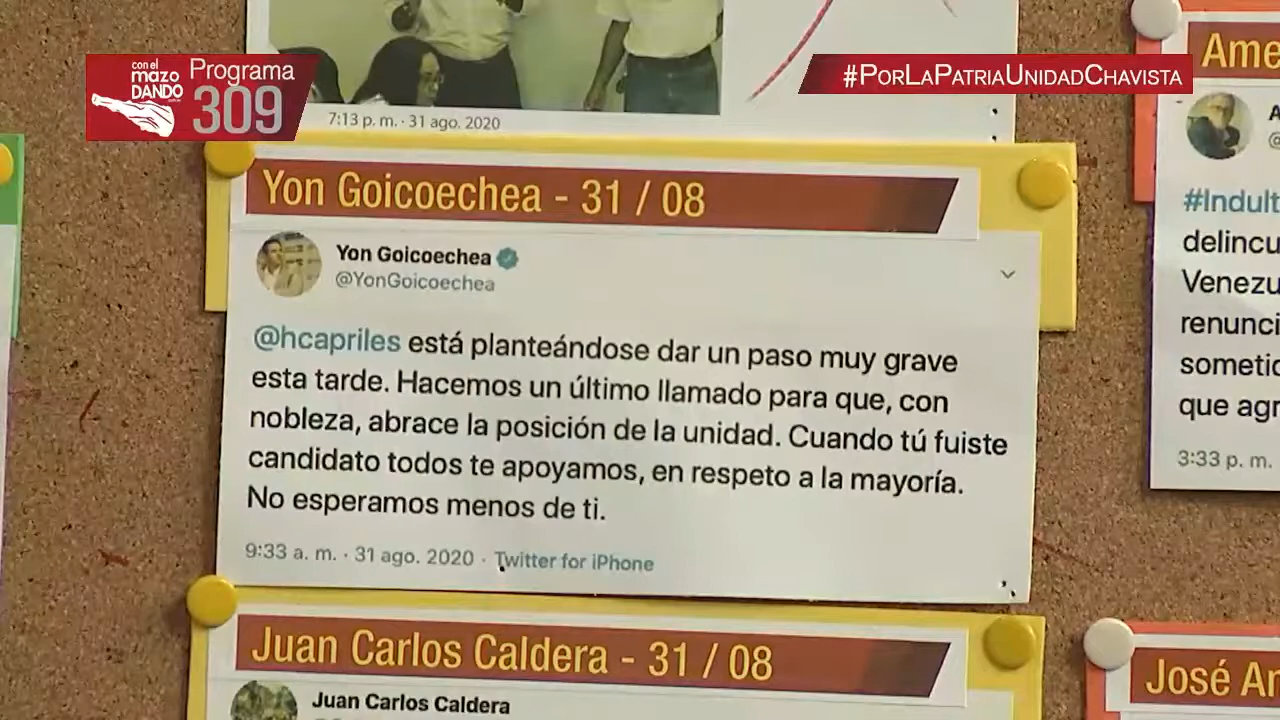 con el
mazo
DANDO
Programa
309
#PorLaPatriaUnidadChavista
7:13 p. m. · 31 ago. 2020
Yon Goicoechea - 31 / 08
Yon Goicoechea
@YonGoicoechea
@hcapriles está planteándose dar un paso muy grave
esta tarde. Hacemos un último llamado para que, con
nobleza, abrace la posición de la unidad. Cuando tú fuiste
candidato todos te apoyamos, en respeto a la mayoría.
No esperamos menos de ti.
9:33 a. m. · 31 ago. 2020 · Twitter for iPhone
Juan Carlos Caldera - 31 / 08
Juan Carlos Caldera
Ame
A
@
#Indult
delincu
Venezu
renunci
sometic
que agr
3:33 p. m.
José An